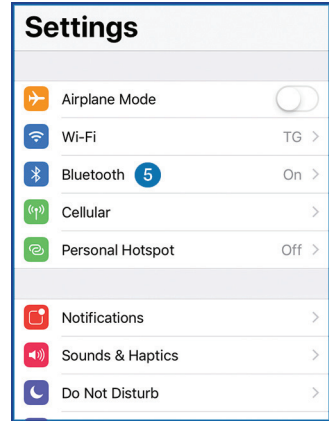 Settings
Airplane Mode
Wi-Fi TG
Bluetooth 5 On
Cellular
Personal Hotspot Off
Notifications
Sounds & Haptics
Do Not Disturb